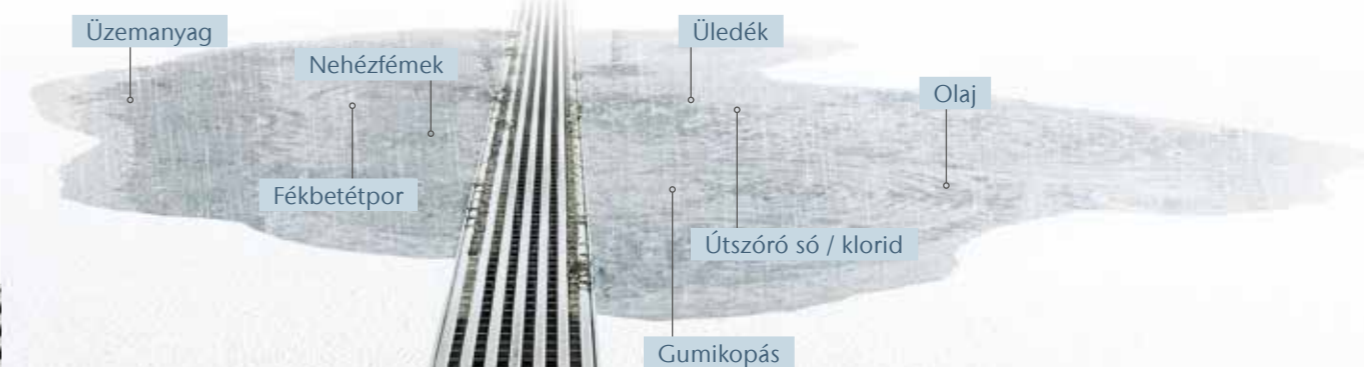 Üzemanyag
Üledék
Nehézfémek
Olaj
Fékbetétpor
Útszóró só / klorid
Gumikopás